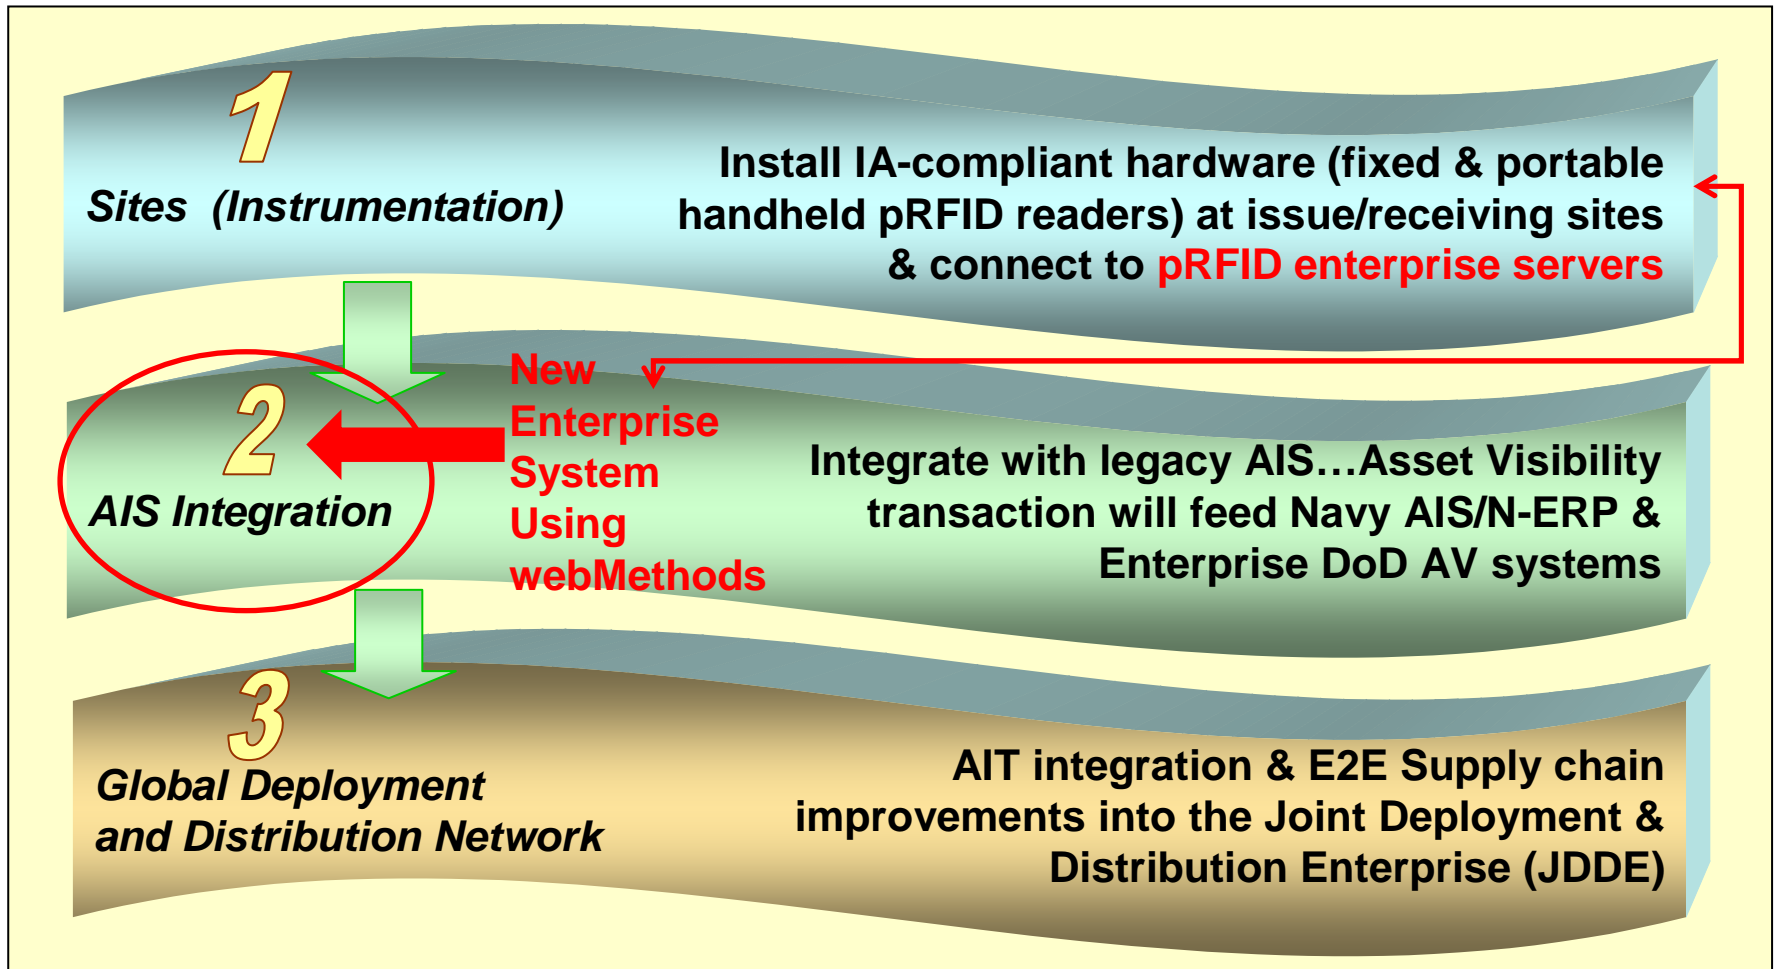 1
Sites (Instrumentation)
Install IA-compliant hardware (fixed & portable
handheld pRFID readers) at issue/receiving sites
& connect to pRFID enterprise servers
2
AIS Integration
New
Enterprise
System
Using
webMethods
Integrate with legacy AIS…Asset Visibility
transaction will feed Navy AIS/N-ERP &
Enterprise DoD AV systems
3
Global Deployment
and Distribution Network
AIT integration & E2E Supply chain
improvements into the Joint Deployment &
Distribution Enterprise (JDDE)